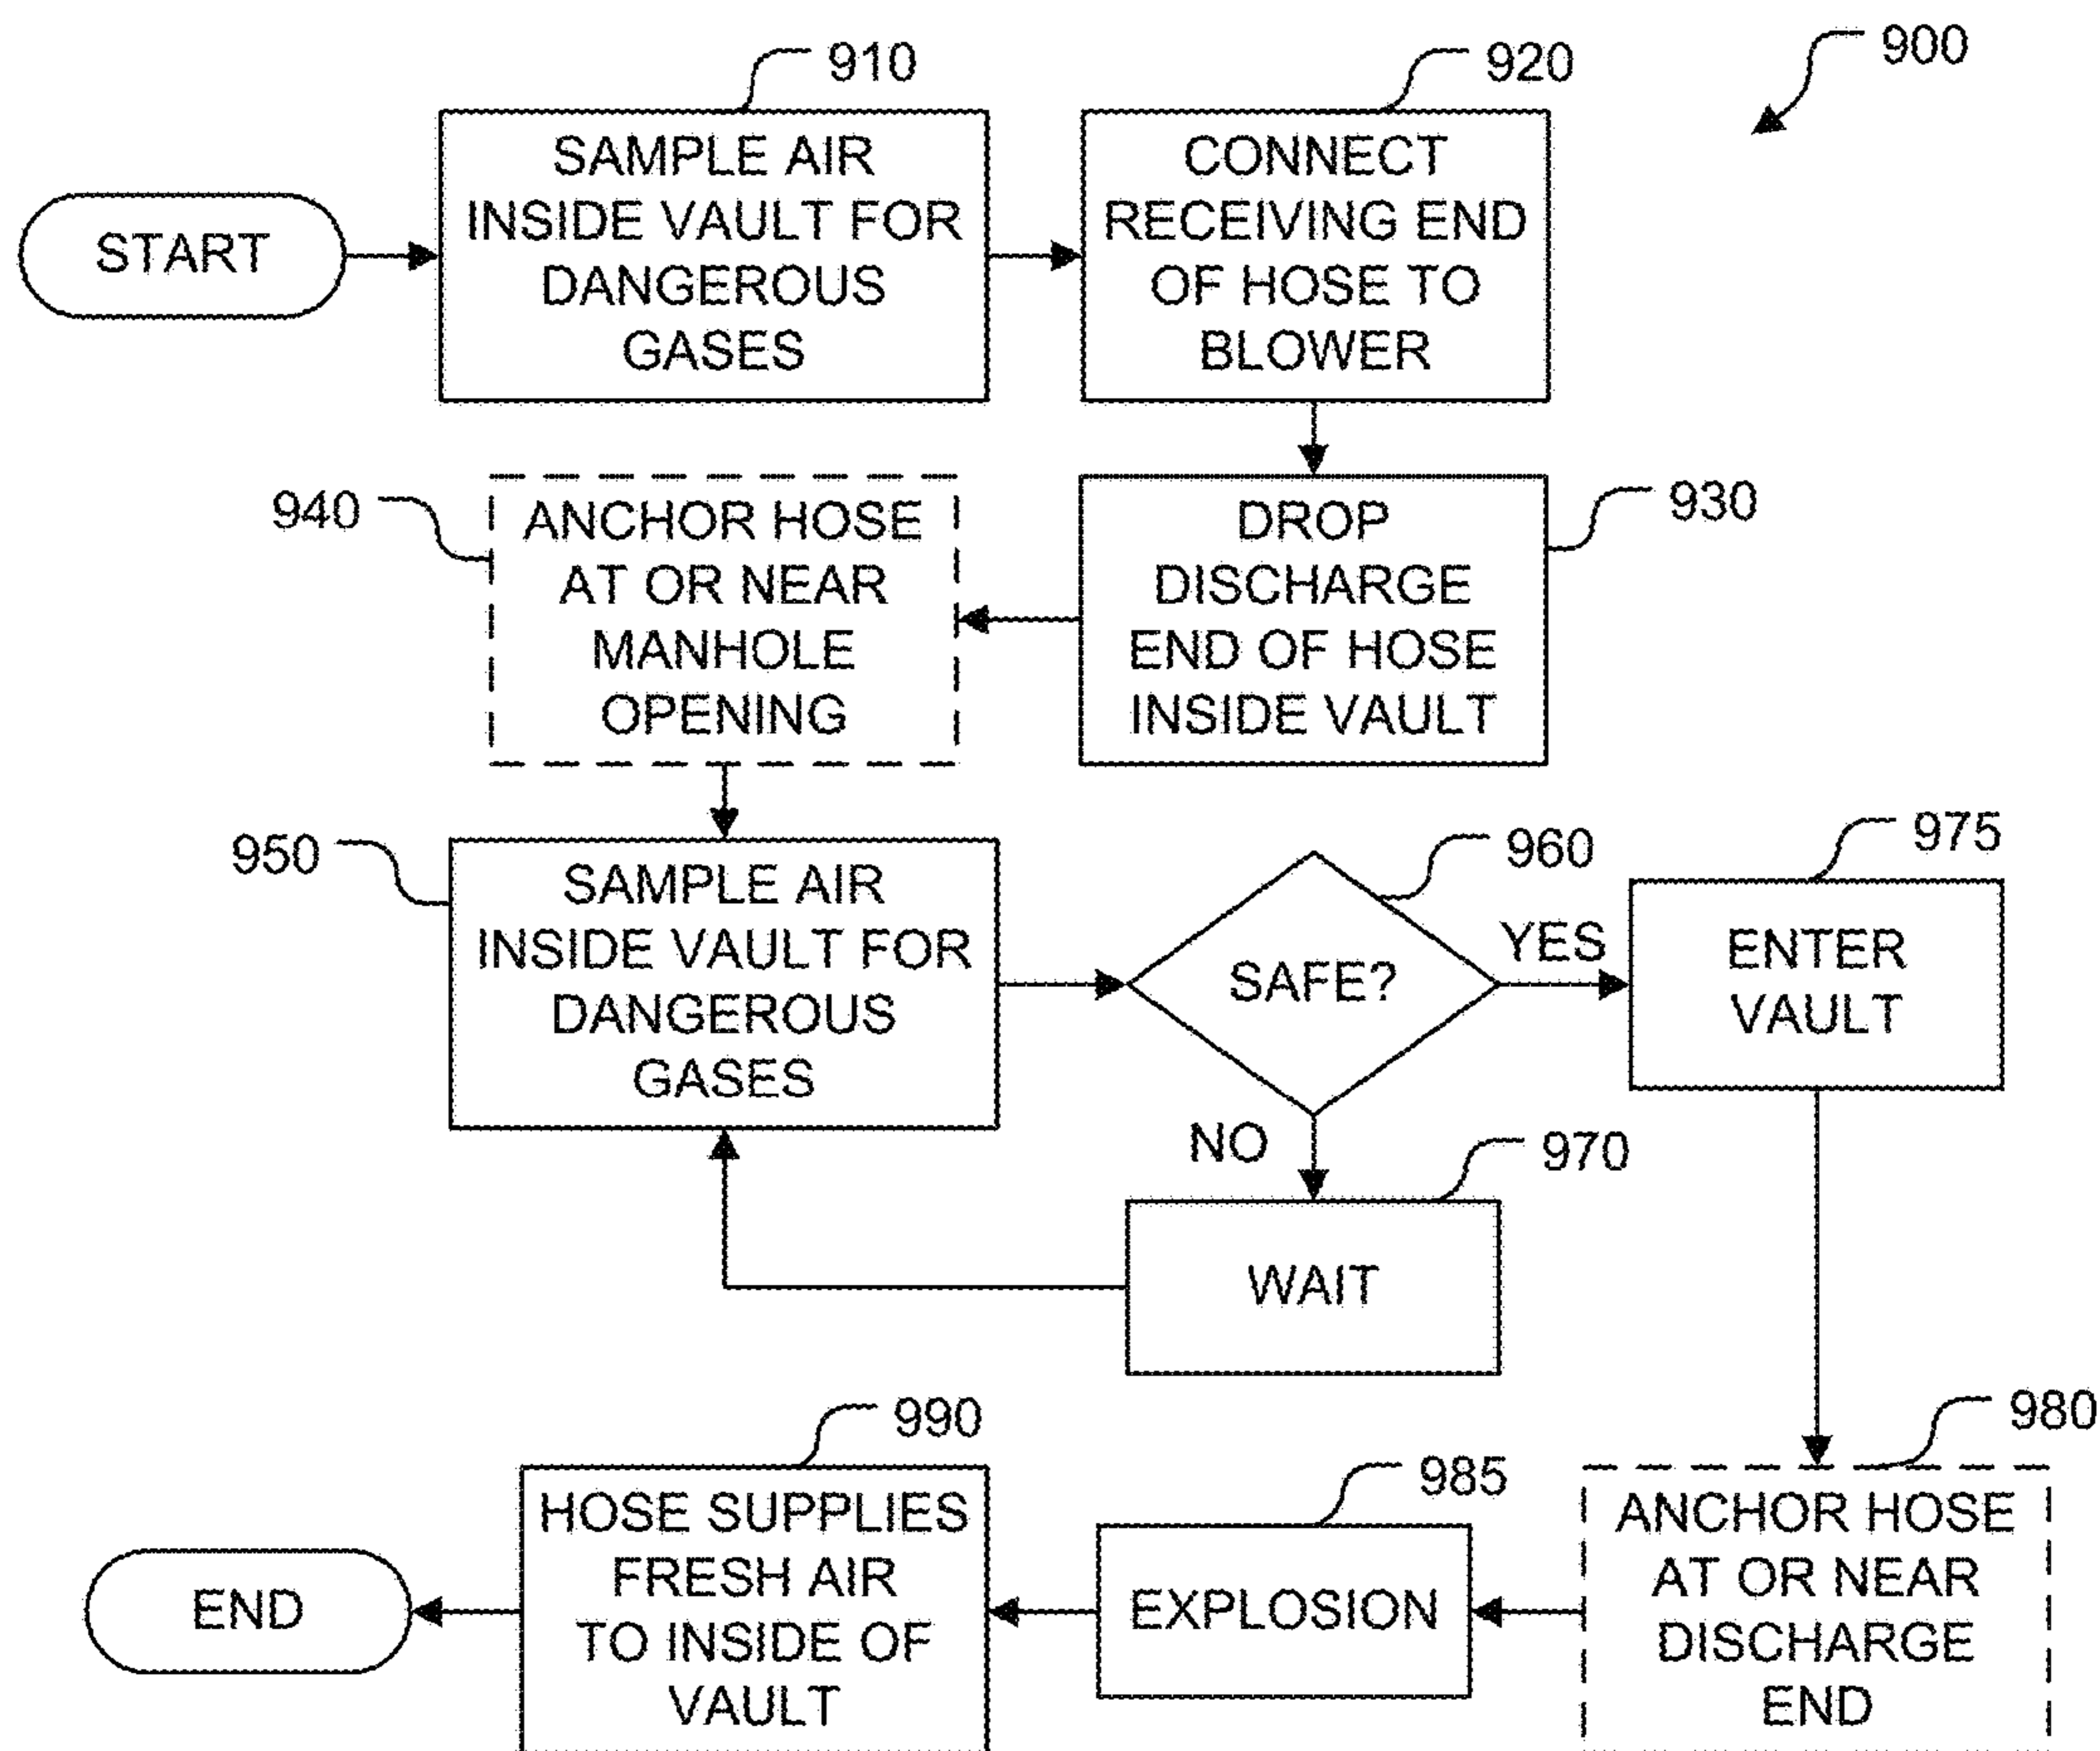 900
910
920
START
SAMPLE AIR
INSIDE VAULT FOR
DANGEROUS
GASES
CONNECT
RECEIVING END
OF HOSE TO
BLOWER
930
DROP
DISCHARGE
END OF HOSE
INSIDE VAULT
940
ANCHOR HOSE
AT OR NEAR
MANHOLE
OPENING
950
SAMPLE AIR
INSIDE VAULT FOR
DANGEROUS
GASES
960
SAFE?
YES
975
ENTER
VAULT
NO
970
WAIT
980
ANCHOR HOSE
AT OR NEAR
DISCHARGE
END
985
EXPLOSION
990
HOSE SUPPLIES
FRESH AIR
TO INSIDE OF
VAULT
END